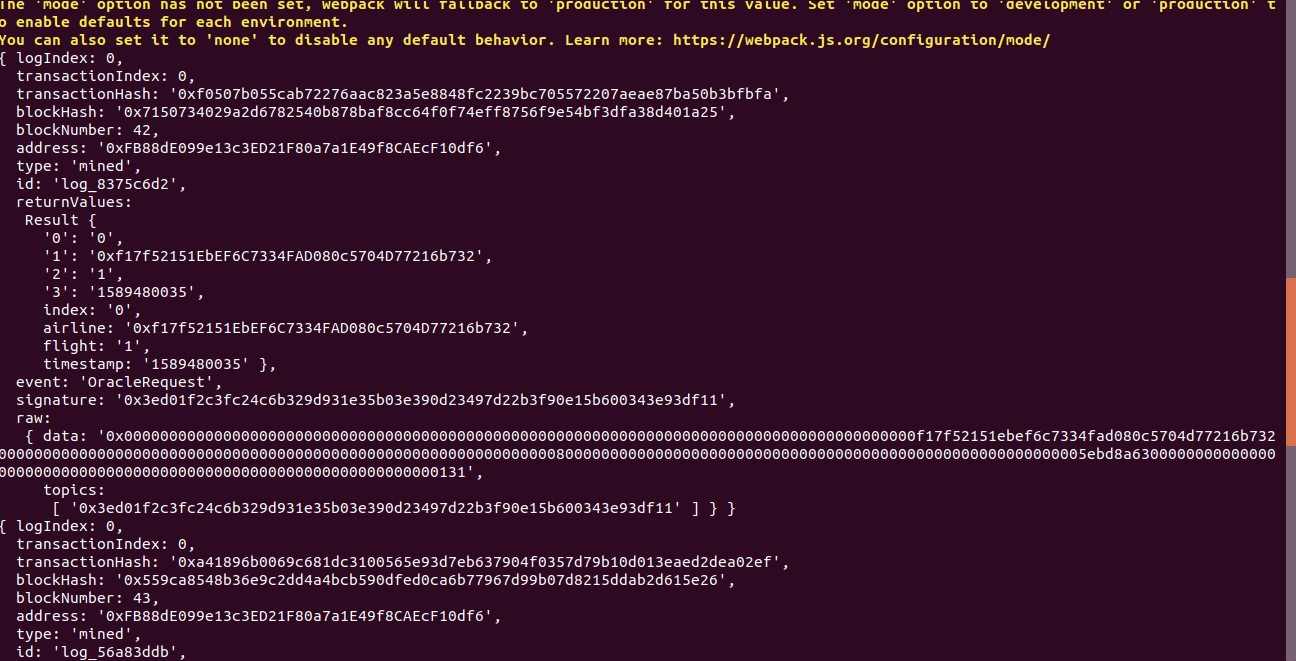 The 'mode' option has not been set, webpack will fallback to 'production' for this value. Set 'mode' option to 'development' or 'production' t
o enable defaults for each environment.
You can also set it to 'none' to disable any default behavior. Learn more: https://webpack.js.org/configuration/mode/
{ logIndex: 0,
transactionIndex: 0,
transactionHash: '0xf0507b055cab72276aac823a5e8848fc2239bc705572207aeae87ba50b3bfbfa',
blockHash: '0x7150734029a2d6782540b878baf8cc64f0f74eff8756f9e54bf3dfa38d401a25',
blockNumber: 42,
address: '0xFB88dE099e13c3ED21F80a7a1E49f8CAEcF10df6',
type: 'mined',
id: 'log_8375c6d2',
returnValues:
Result {
'0': '0',
'1': '0xf17f52151EbEF6C7334FAD080c5704D77216b732',
'2': '1',
'3': '1589480035',
index: '0',
airline: '0xf17f52151EbEF6C7334FAD080c5704D77216b732',
flight: '1',
timestamp: '1589480035' },
event: 'OracleRequest',
signature: '0x3ed01f2c3fc24c6b329d931e35b03e390d23497d22b3f90e15b600343e93df11',
raw:
{ data: '0x0000000000000000000000000000000000000000000000000000000000000000000000000000000000000000f17f52151ebef6c7334fad080c5704d77216b732
0000000000000000000000000000000000000000000000000000000000000080000000000000000000000000000000000000000000000000000000005ebd8a6300000000000000
0000000000000000000000000000000000000000000000000131',
topics:
[ '0x3ed01f2c3fc24c6b329d931e35b03e390d23497d22b3f90e15b600343e93df11' ] } }
{ logIndex: 0,
transactionIndex: 0,
transactionHash: '0xa41896b0069c681dc3100565e93d7eb637904f0357d79b10d013eaed2dea02ef',
blockHash: '0x559ca8548b36e9c2dd4a4bcb590dfed0ca6b77967d99b07d8215ddab2d615e26',
blockNumber: 43,
address: '0xFB88dE099e13c3ED21F80a7a1E49f8CAEcF10df6',
type: 'mined',
id: 'log_56a83ddb',